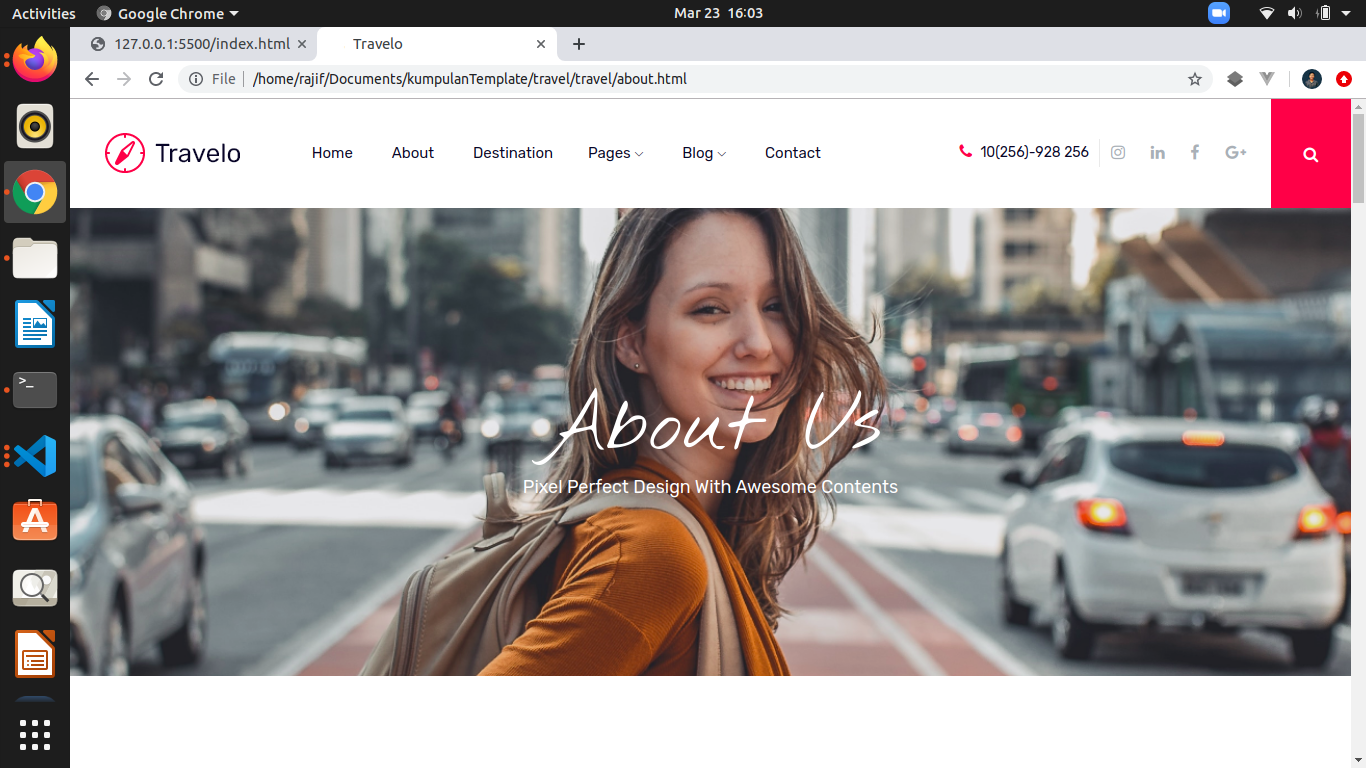 Activities Google Chrome Mar 23 16:03
127.0.0.1:5500/index.html Travelo
File /home/rajif/Documents/kumpulanTemplate/travel/travel/about.html
Travelo Home About Destination Pages Blog Contact 10(256)-928 256
About Us
Pixel Perfect Design With Awesome Contents